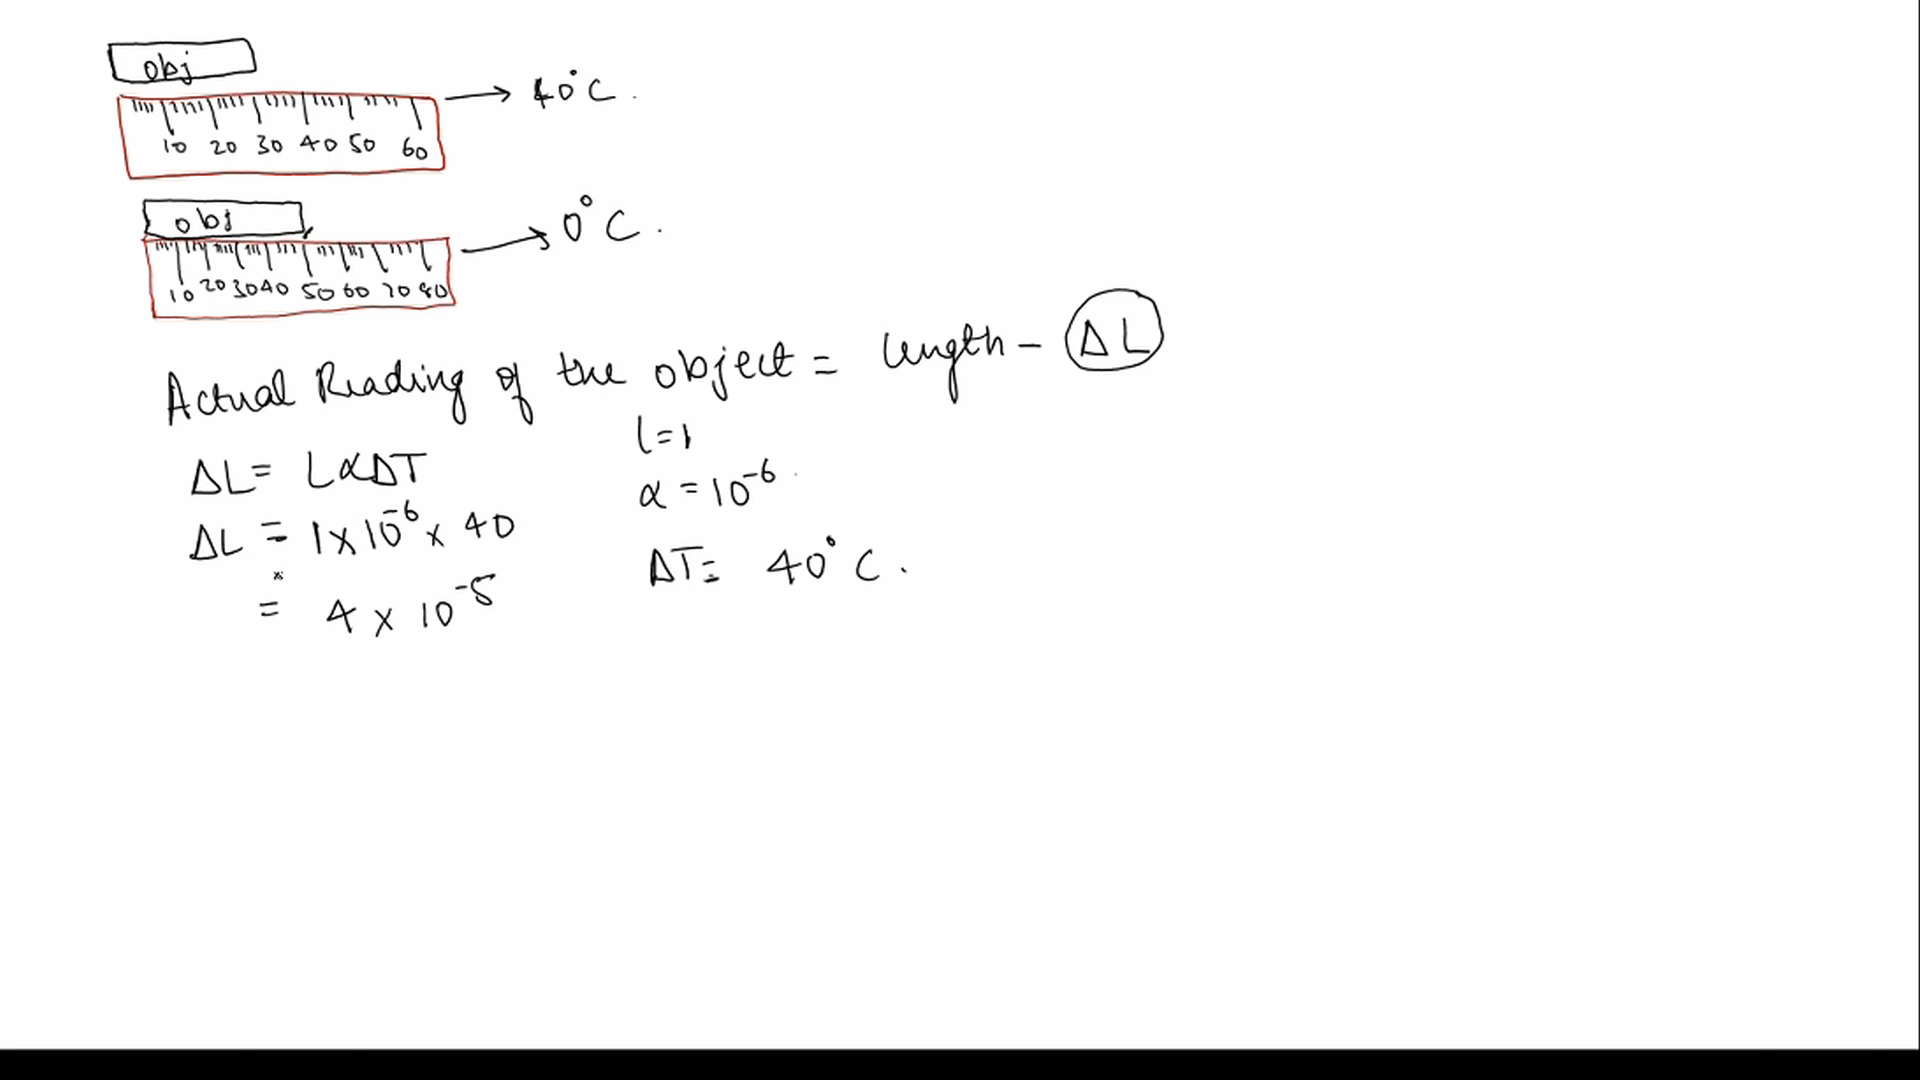 obj
→ 40°C.
10 20 30 40 50 60
obj
→ 0°C.
10 20 30 40 50 60 70 80
Actual Reading of the object = length - ΔL
l=1
ΔL= LαΔT
α = 10⁻⁶
ΔL = 1×10⁻⁶× 40
ΔT= 40°C.
= 4 × 10⁻⁵